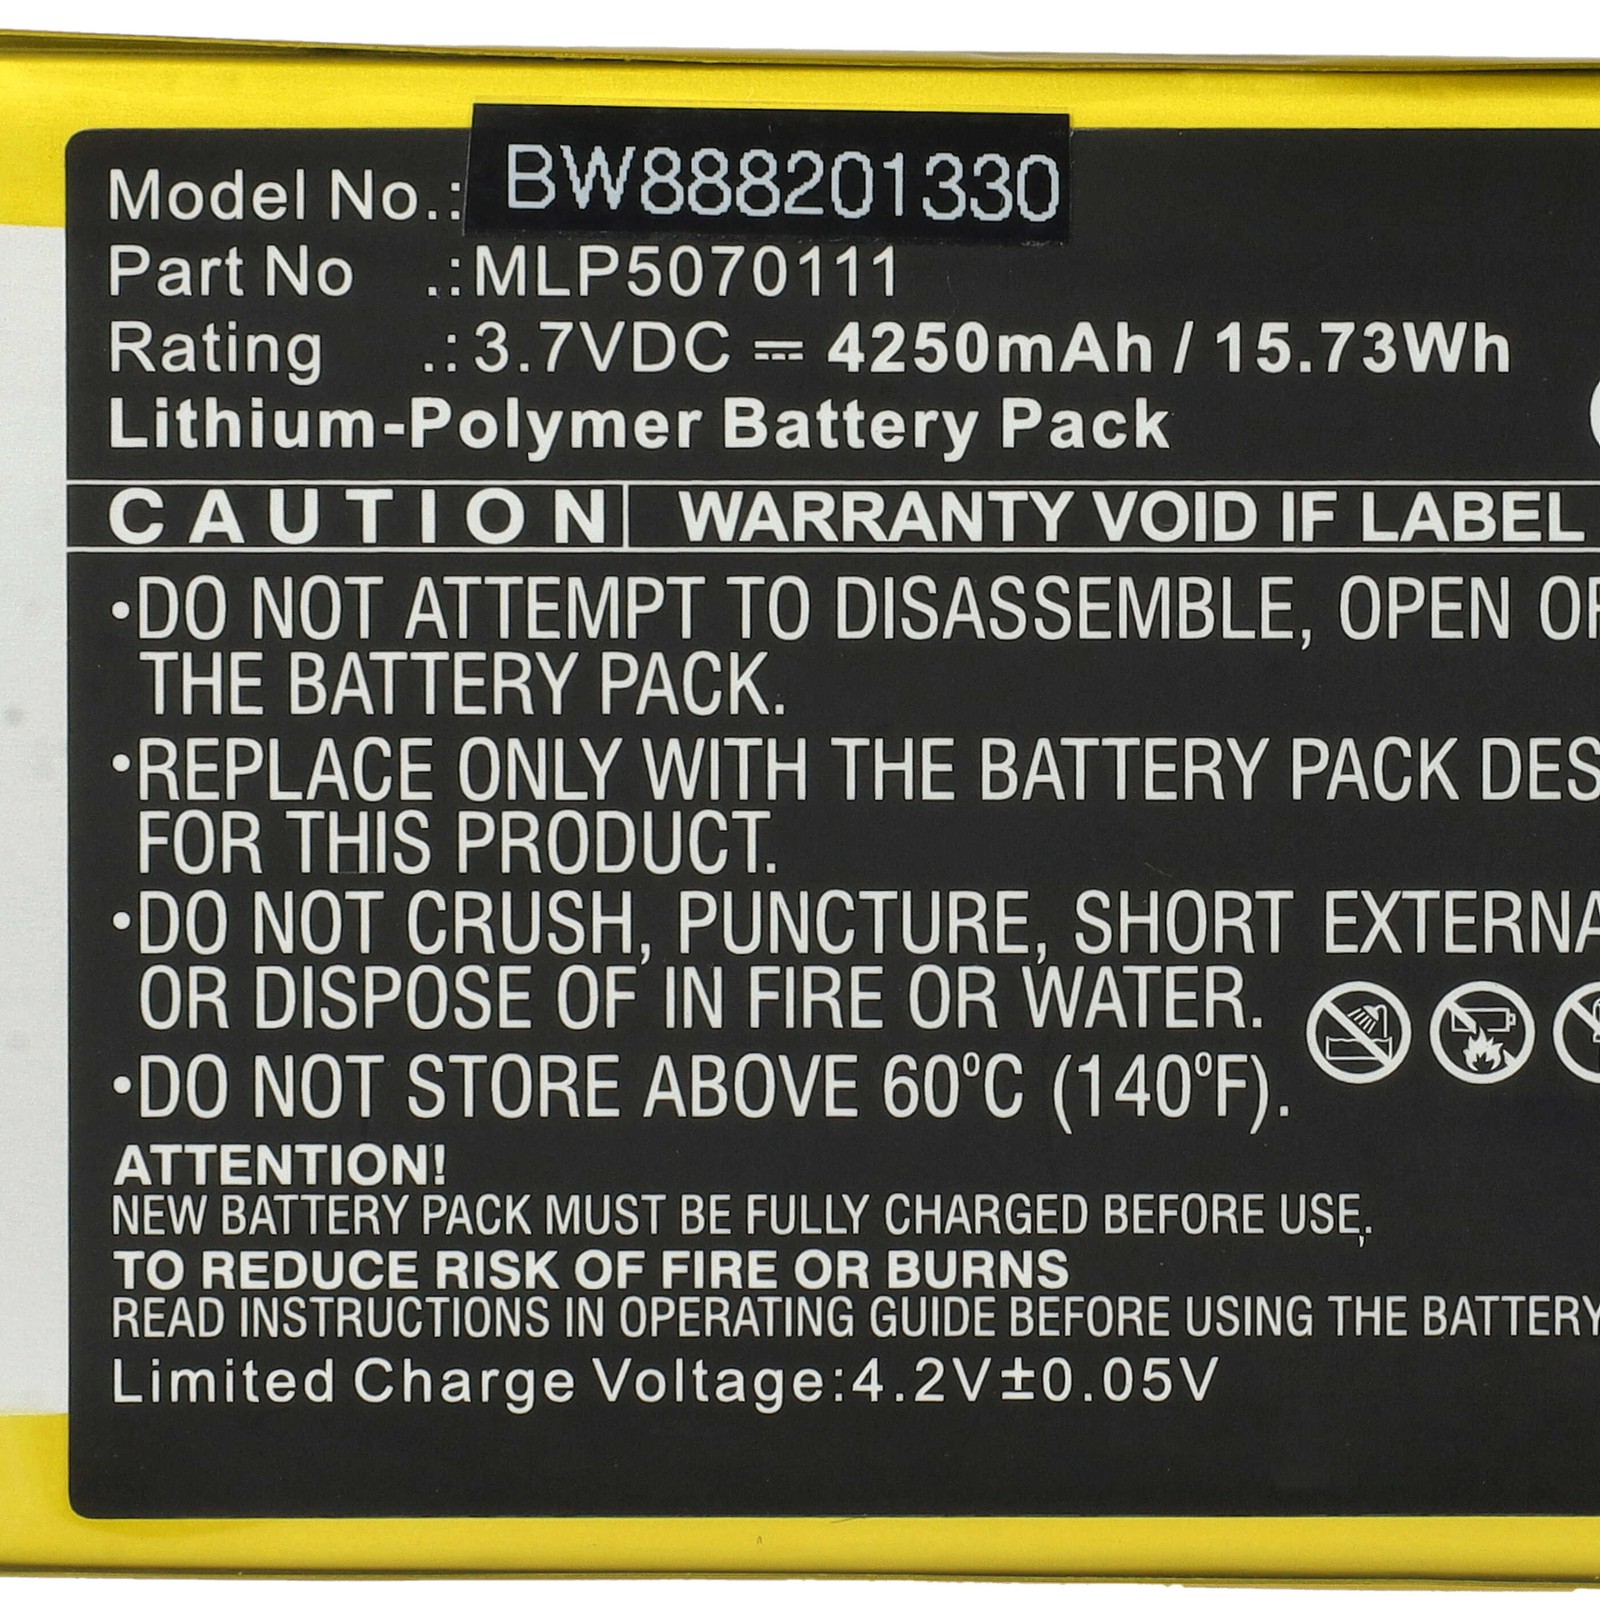 Model No.: BW888201330
Part No .: MLP5070111
Rating .: 3.7VDC ⎓ 4250mAh / 15.73Wh
Lithium-Polymer Battery Pack
CAUTION WARRANTY VOID IF LABEL
•DO NOT ATTEMPT TO DISASSEMBLE, OPEN
THE BATTERY PACK.
•REPLACE ONLY WITH THE BATTERY PACK
FOR THIS PRODUCT.
•DO NOT CRUSH, PUNCTURE, SHORT
OR DISPOSE OF IN FIRE OR WATER.
•DO NOT STORE ABOVE 60°C (140°F).
ATTENTION!
NEW BATTERY PACK MUST BE FULLY CHARGED BEFORE USE,.
TO REDUCE RISK OF FIRE OR BURNS
READ INSTRUCTIONS IN OPERATING GUIDE BEFORE USING THE BATTERY
Limited Charge Voltage:4.2V±0.05V